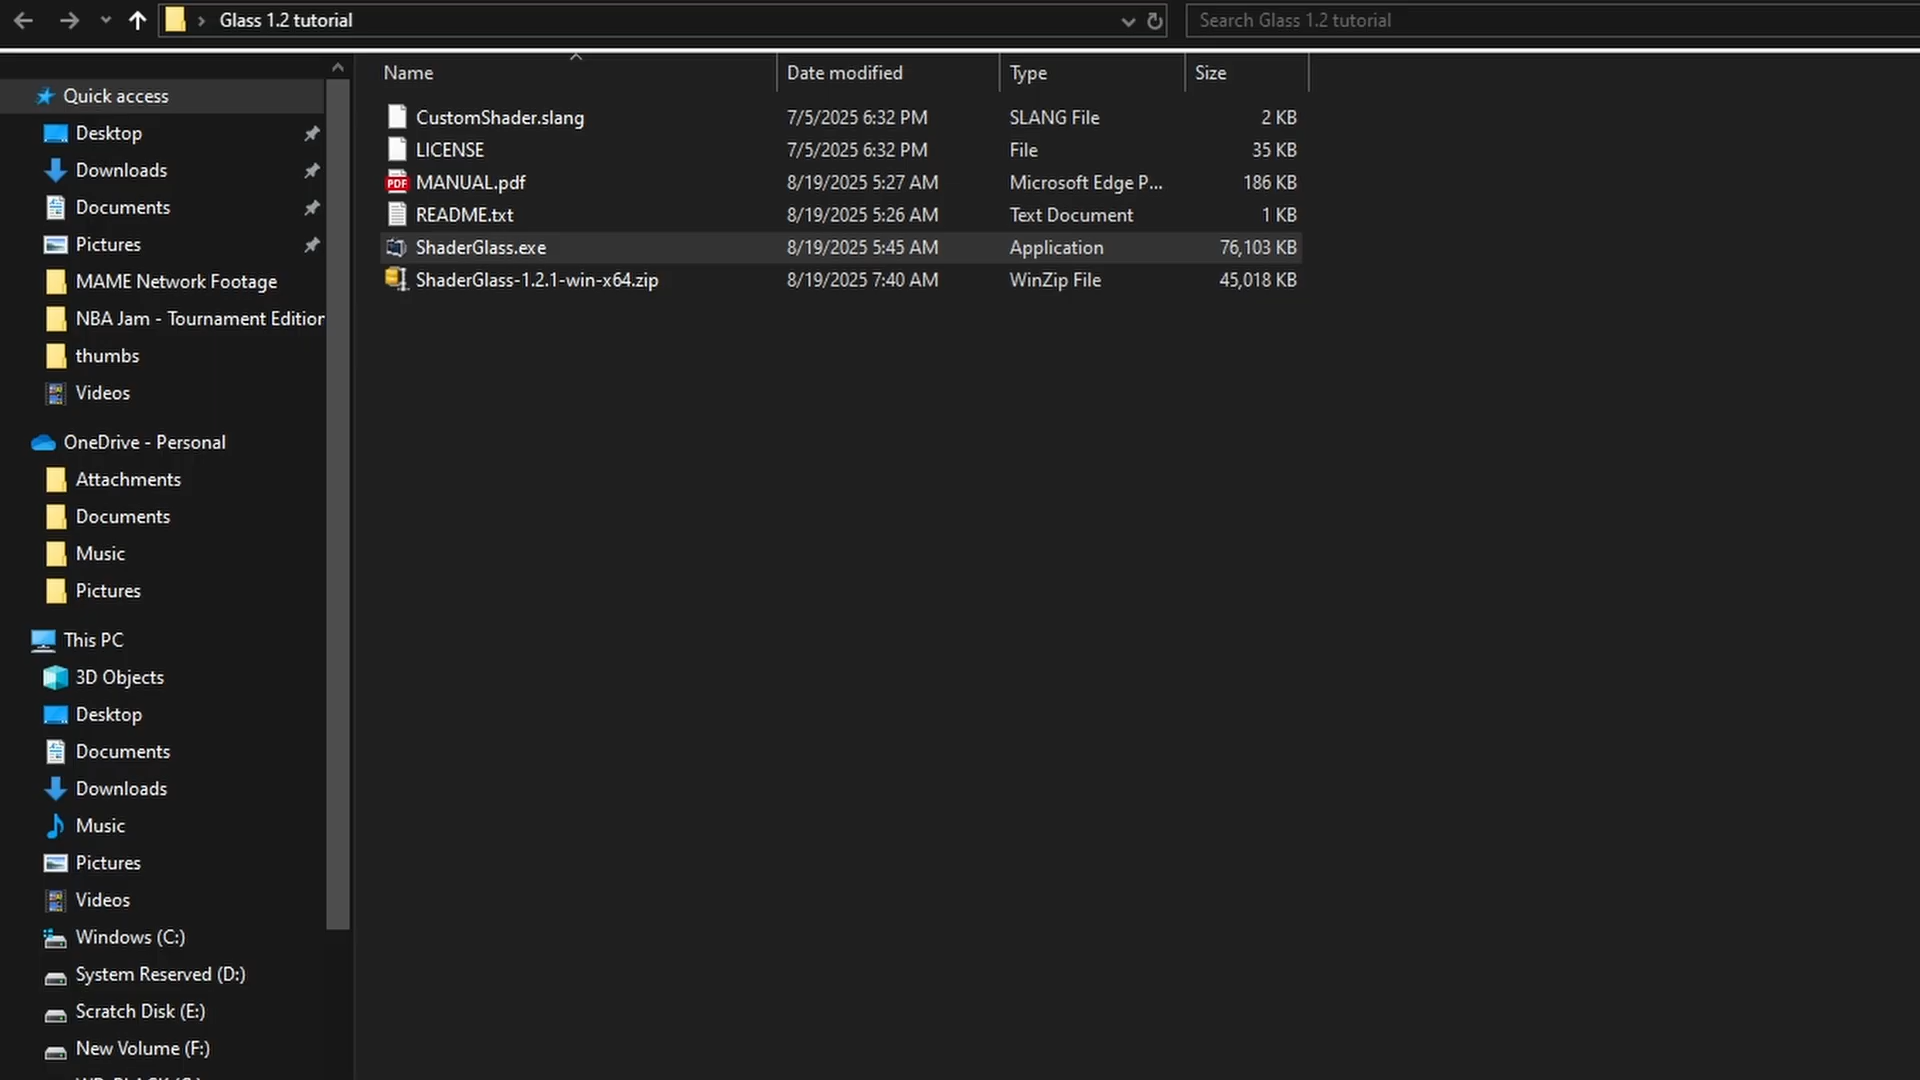 Glass 1.2 tutorial
Search Glass 1.2 tutorial
Name Date modified Type Size
Quick access
Desktop
Downloads
Documents
Pictures
MAME Network Footage
NBA Jam - Tournament Edition
thumbs
Videos
OneDrive - Personal
Attachments
Documents
Music
Pictures
This PC
3D Objects
Desktop
Documents
Downloads
Music
Pictures
Videos
Windows (C:)
System Reserved (D:)
Scratch Disk (E:)
New Volume (F:)
CustomShader.slang 7/5/2025 6:32 PM SLANG File 2 KB
LICENSE 7/5/2025 6:32 PM File 35 KB
PDF MANUAL.pdf 8/19/2025 5:27 AM Microsoft Edge P... 186 KB
README.txt 8/19/2025 5:26 AM Text Document 1 KB
ShaderGlass.exe 8/19/2025 5:45 AM Application 76,103 KB
ShaderGlass-1.2.1-win-x64.zip 8/19/2025 7:40 AM WinZip File 45,018 KB